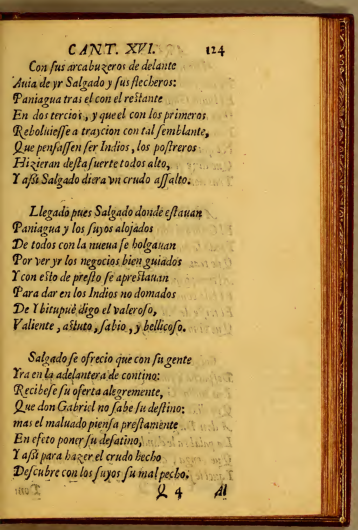 CANT. XVI. 124
Con sus arcabuzeros de delante
Auia de yr Salgado y sus flecheros:
Paniagua tras el con el restante
En dos tercios, y que el con los primeros
Reboluiesse a traycion con tal semblante,
Que pensassen ser Indios, los postreros
Hizieran desta suerte todos alto,
Y assi Salgado diera vn crudo assalto.
Llegado pues Salgado donde estauan
Paniagua y los suyos alojados
De todos con la nueua se holgauan
Por ver yr los negocios bien guiados
Y con esto de presto se aprestauan
Para dar en los Indios no domados
De Ybitupuè digo el valeroso,
Valiente, astuto, sabio, y bellicoso.
Salgado se ofrecio que con su gente
Yra en la adelantera de contino:
Recibese su oferta alegremente,
Que don Gabriel no sabe su destino:
mas el maluado piensa prestamente
En efeto poner su desatino,
Y assi para hazer el crudo hecho
Descubre con los suyos su mal pecho.
Q 4 Al